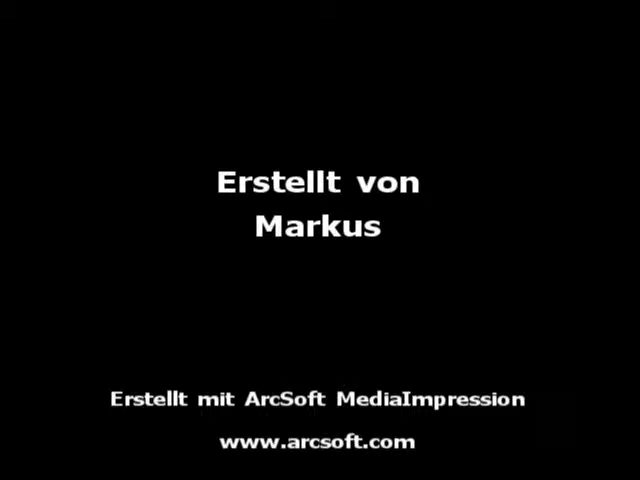 Erstellt von
Markus
Erstellt mit ArcSoft MediaImpression
www.arcsoft.com